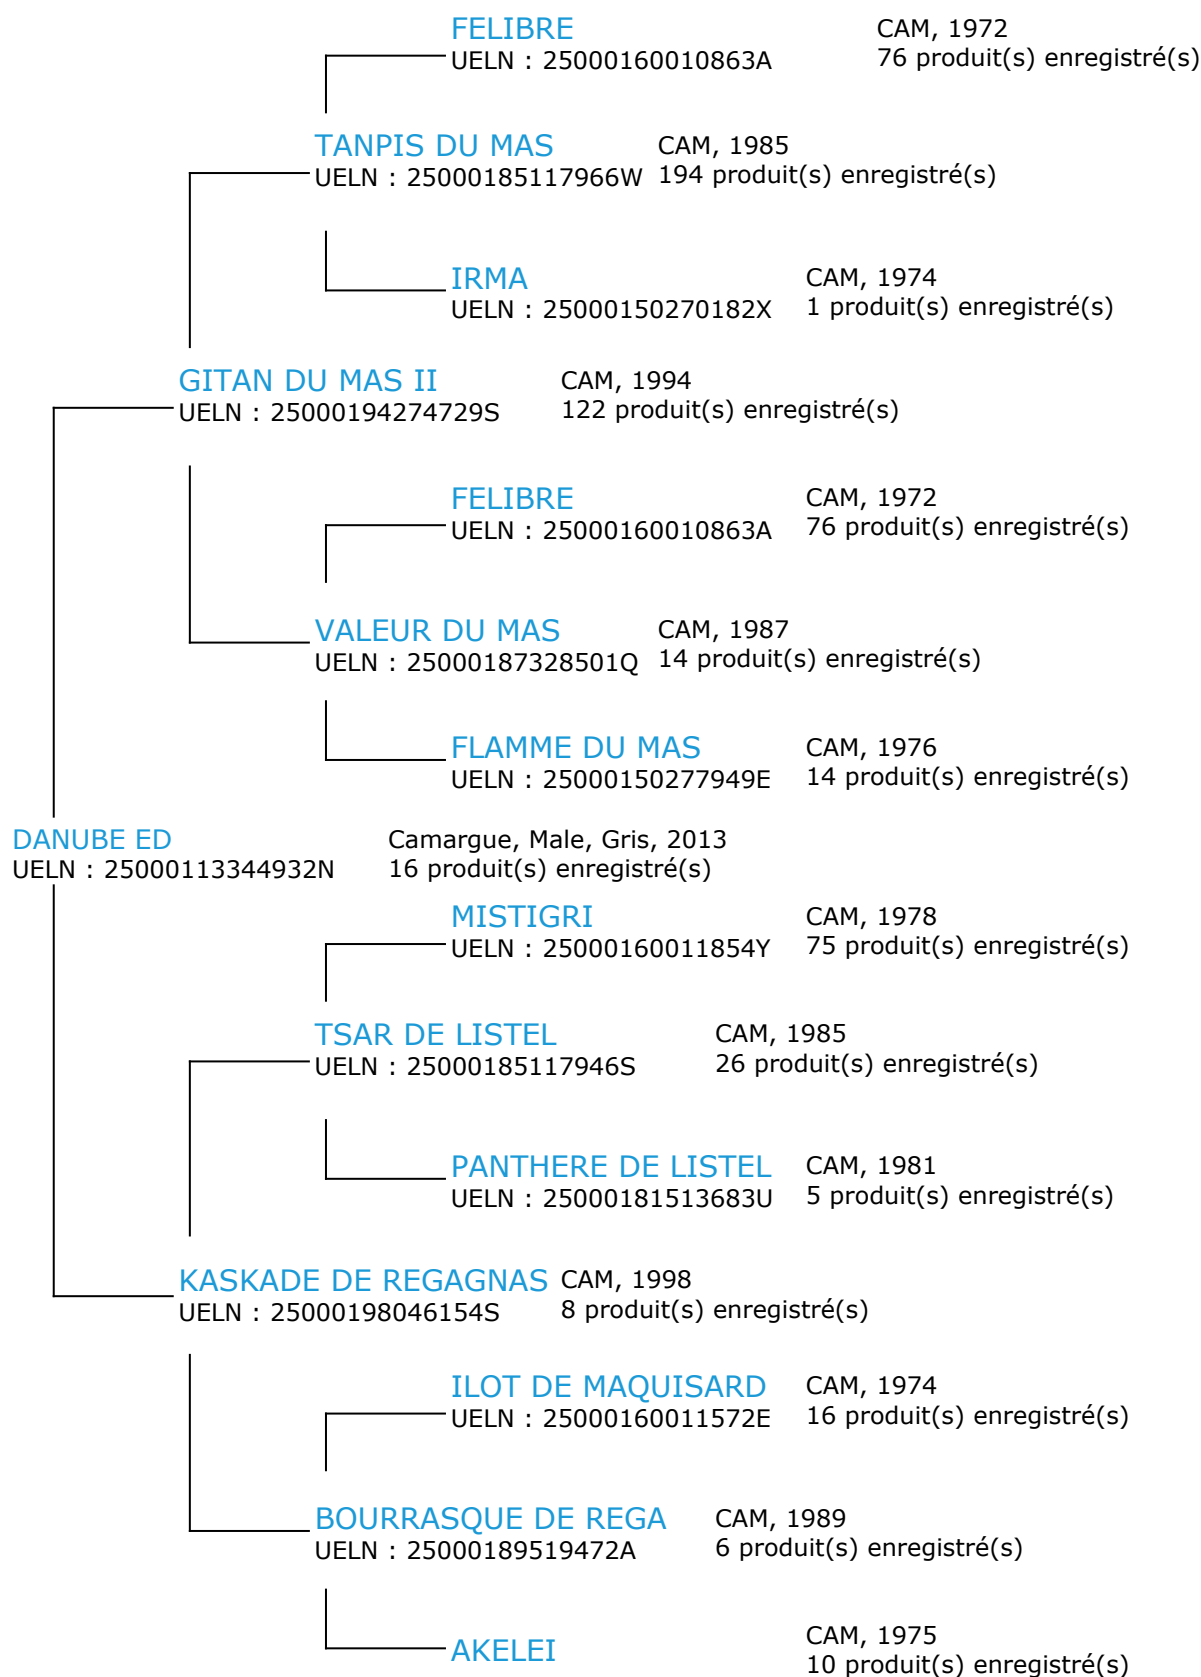 FELIBRE
UELN : 25000160010863A
CAM, 1972
76 produit(s) enregistré(s)
TANPIS DU MAS
UELN : 25000185117966W
CAM, 1985
194 produit(s) enregistré(s)
IRMA
UELN : 25000150270182X
CAM, 1974
1 produit(s) enregistré(s)
GITAN DU MAS II
UELN : 25000194274729S
CAM, 1994
122 produit(s) enregistré(s)
FELIBRE
UELN : 25000160010863A
CAM, 1972
76 produit(s) enregistré(s)
VALEUR DU MAS
UELN : 25000187328501Q
CAM, 1987
14 produit(s) enregistré(s)
FLAMME DU MAS
UELN : 25000150277949E
CAM, 1976
14 produit(s) enregistré(s)
DANUBE ED
UELN : 25000113344932N
Camargue, Male, Gris, 2013
16 produit(s) enregistré(s)
MISTIGRI
UELN : 25000160011854Y
CAM, 1978
75 produit(s) enregistré(s)
TSAR DE LISTEL
UELN : 25000185117946S
CAM, 1985
26 produit(s) enregistré(s)
PANTHERE DE LISTEL
UELN : 25000181513683U
CAM, 1981
5 produit(s) enregistré(s)
KASKADE DE REGAGNAS
UELN : 25000198046154S
CAM, 1998
8 produit(s) enregistré(s)
ILOT DE MAQUISARD
UELN : 25000160011572E
CAM, 1974
16 produit(s) enregistré(s)
BOURRASQUE DE REGA
UELN : 25000189519472A
CAM, 1989
6 produit(s) enregistré(s)
AKELEI
CAM, 1975
10 produit(s) enregistré(s)